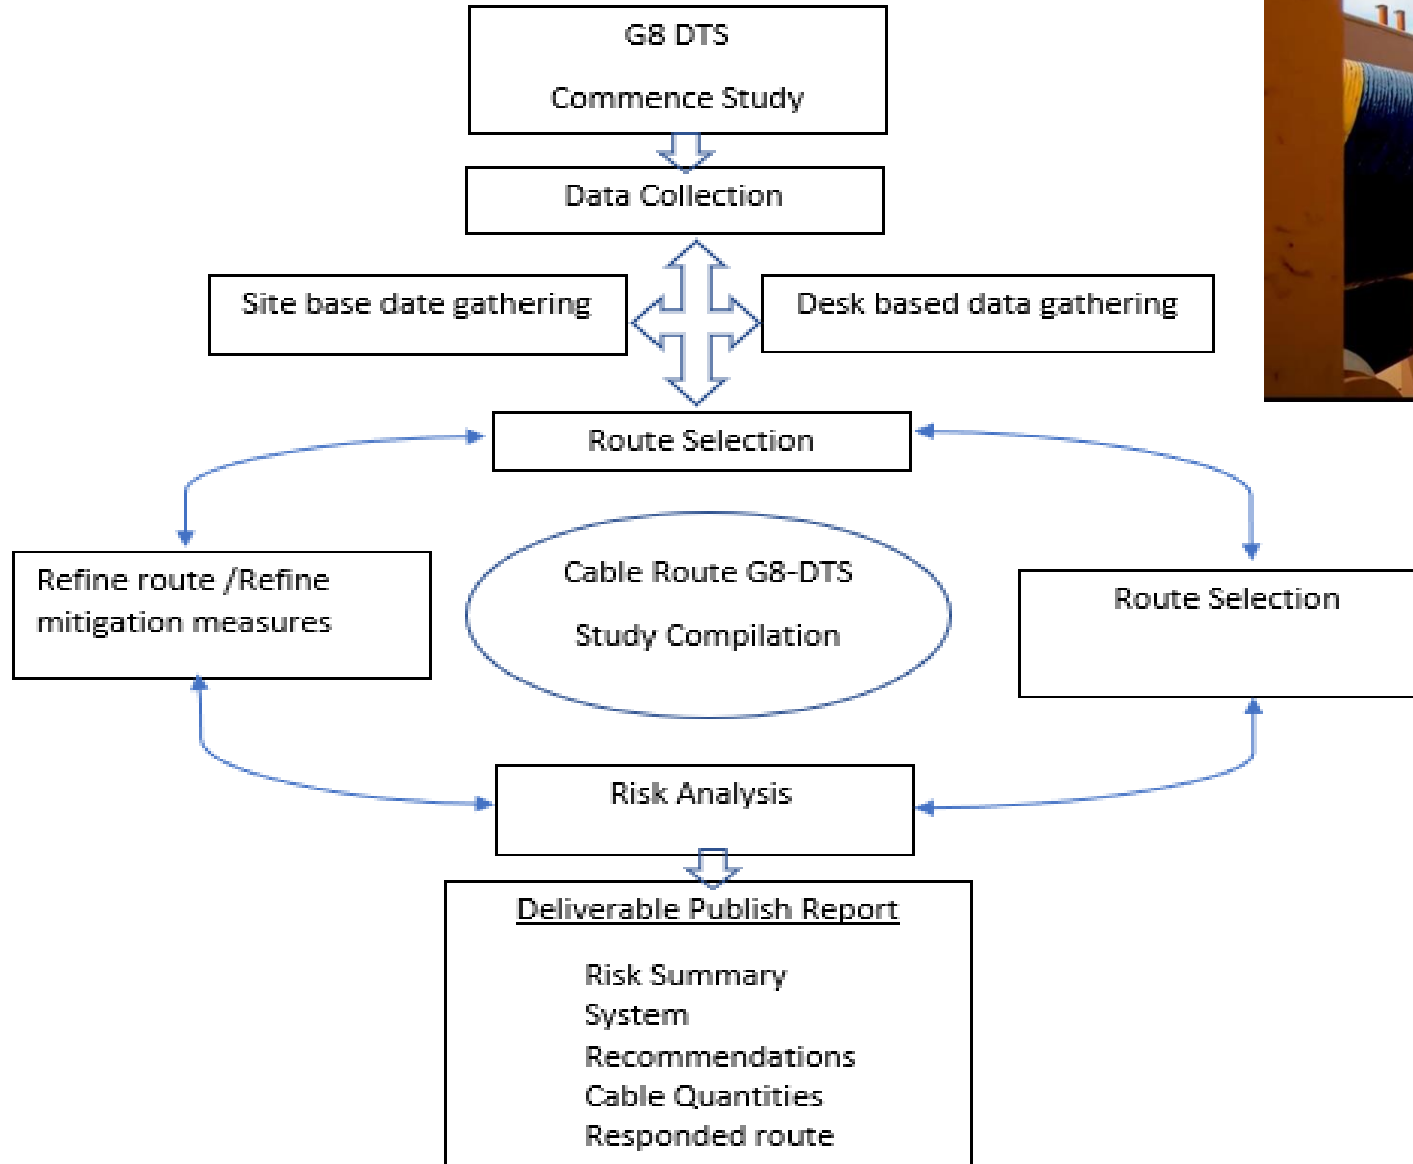 G8 DTS
Commence Study
Data Collection
Site base date gathering
Desk based data gathering
Route Selection
Refine route /Refine
mitigation measures
Cable Route G8-DTS
Study Compilation
Route Selection
Risk Analysis
Deliverable Publish Report
Risk Summary
System
Recommendations
Cable Quantities
Responded route